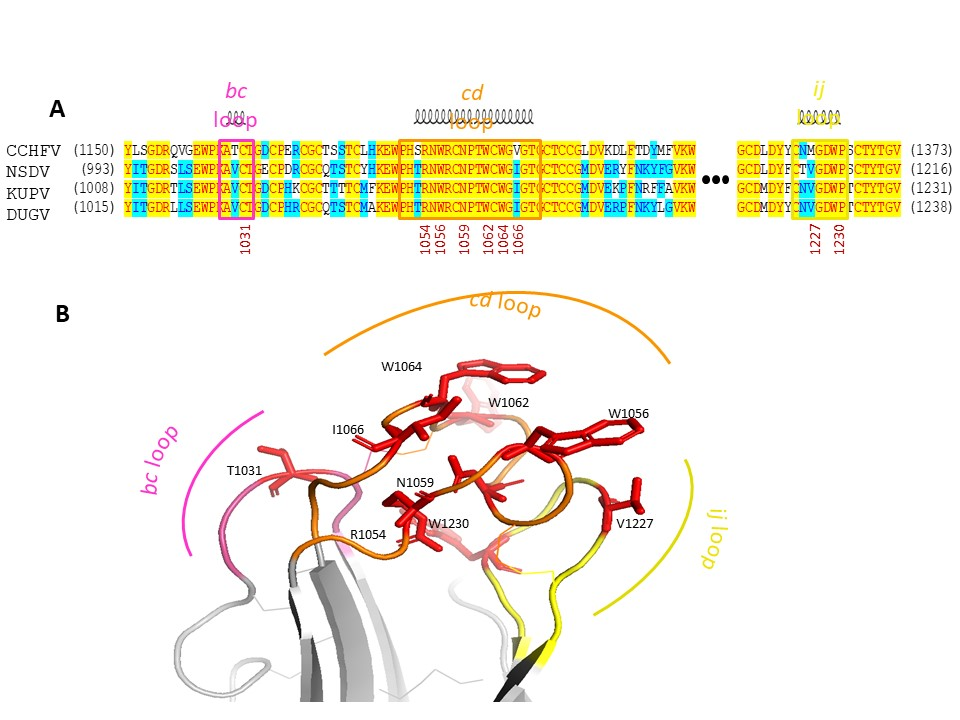 A
bc loop
cd loop
ij loop
CCHFV (1150) YLSGDRQVGEWPKATCTGDCPERCGCTSSTCLHKEWPHSRNWRCNPTWCWGVGTGCTCCGLDVKDLFTDYMFVKW ••• GCDLDYYCNMGDWPSCTYTGV (1373)
NSDV (993) YITGDRSLSEWPKAVCTGECPDRCGCQTSTCLHKEWPHTRNWRCNPTWCWGIGTGCTCCGMDVERYFNKYFGVKW GCDLDYFCTVGDWPSCTYTGV (1216)
KUPV (1008) YITGDRTLSEWPKAVCTGDCPHKCGCTTTTCMFKEWPHTRNWRCNPTWCWGIGTGCTCCGMDVEKPFNRFFAVKW GCDMDYFCNVGDWPTCTYTGV (1231)
DUGV (1015) YITGDRLLSEWPKAVCTGDCPHRCGCQTSTCMAKEWPHTRNWRCNPTWCWGIGTGCTCCGMDVERPFNKYLGVKW GCDMDYYCNVGDWPTCTYTGV (1238)
1031 1054 1056 1059 1062 1064 1066 1227 1230
B
cd loop
W1064
W1062
W1056
I1066
bc loop
T1031
N1059
R1054
W1230
V1227
ij loop